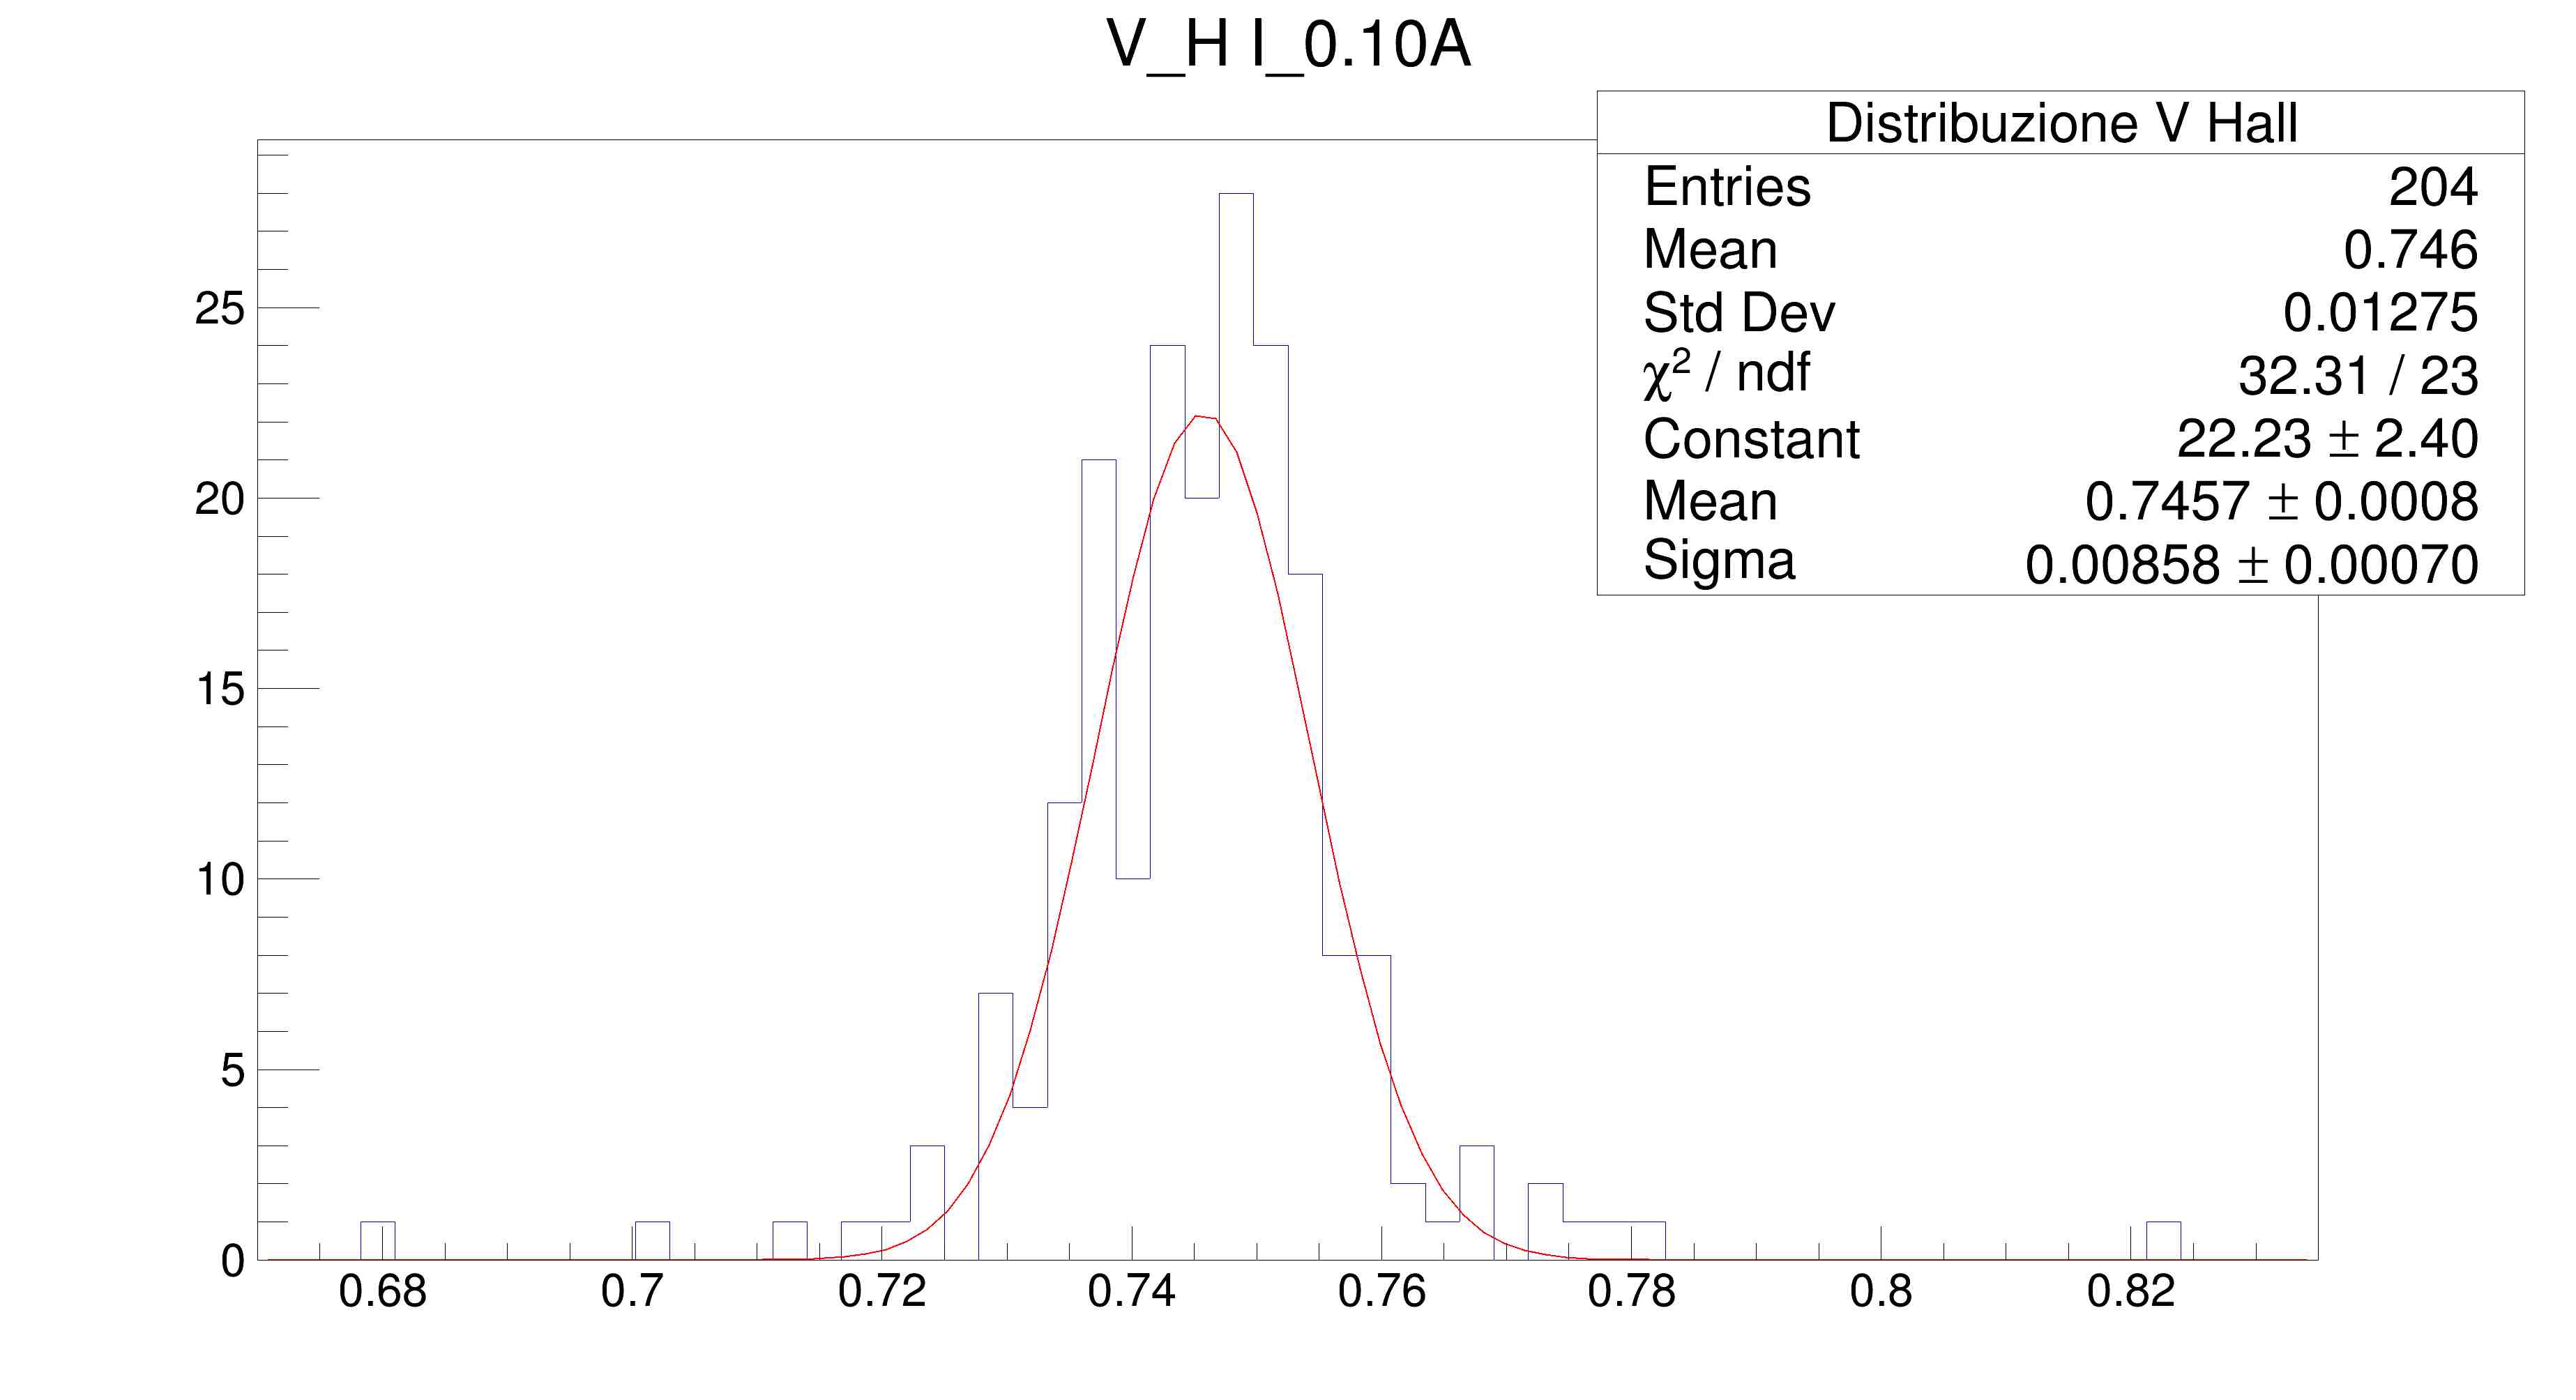 V_H I_0.10A
Distribuzione V Hall
Entries 204
Mean 0.746
Std Dev 0.01275
χ² / ndf 32.31 / 23
Constant 22.23 ± 2.40
Mean 0.7457 ± 0.0008
Sigma 0.00858 ± 0.00070
25
20
15
10
5
0
0.68 0.7 0.72 0.74 0.76 0.78 0.8 0.82